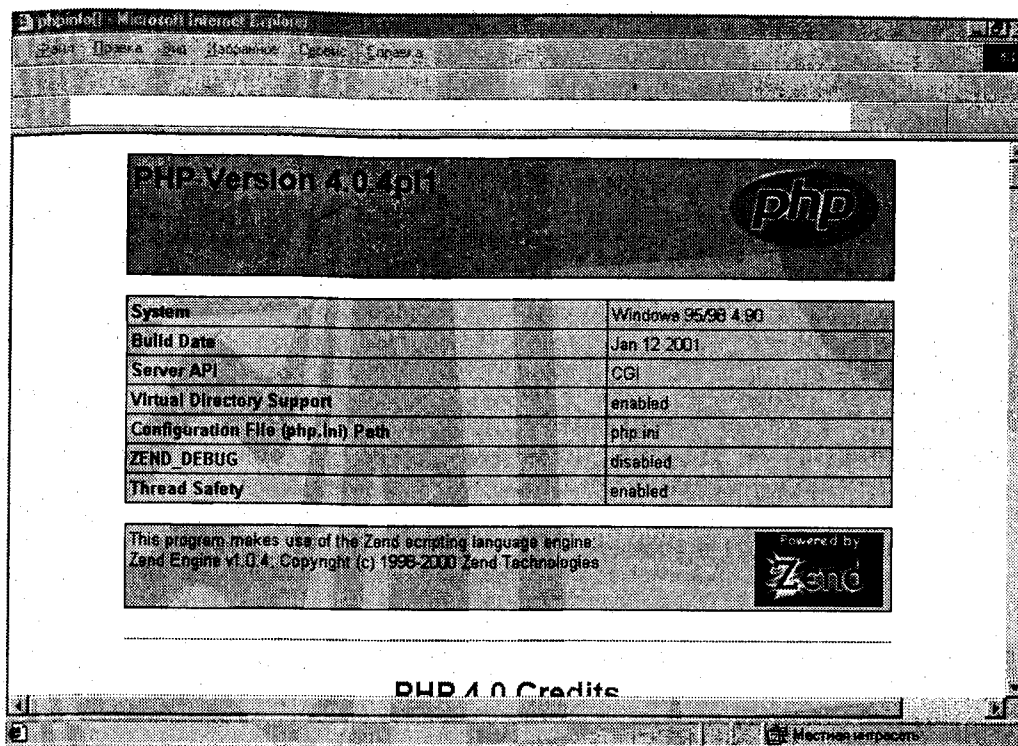 phpinfo() - Microsoft Internet Explorer
Файл Правка Вид Избранное Сервис Справка
PHP Version 4.0.4pl1
php
System Windows 95/98 4.90
Build Date Jan 12 2001
Server API CGI
Virtual Directory Support enabled
Configuration File (php.ini) Path php.ini
ZEND_DEBUG disabled
Thread Safety enabled
This program makes use of the Zend scripting language engine:
Zend Engine v1.0.4, Copyright (c) 1998-2000 Zend Technologies
Powered by
Zend
PHP 4.0 Credits
Местная интрасеть